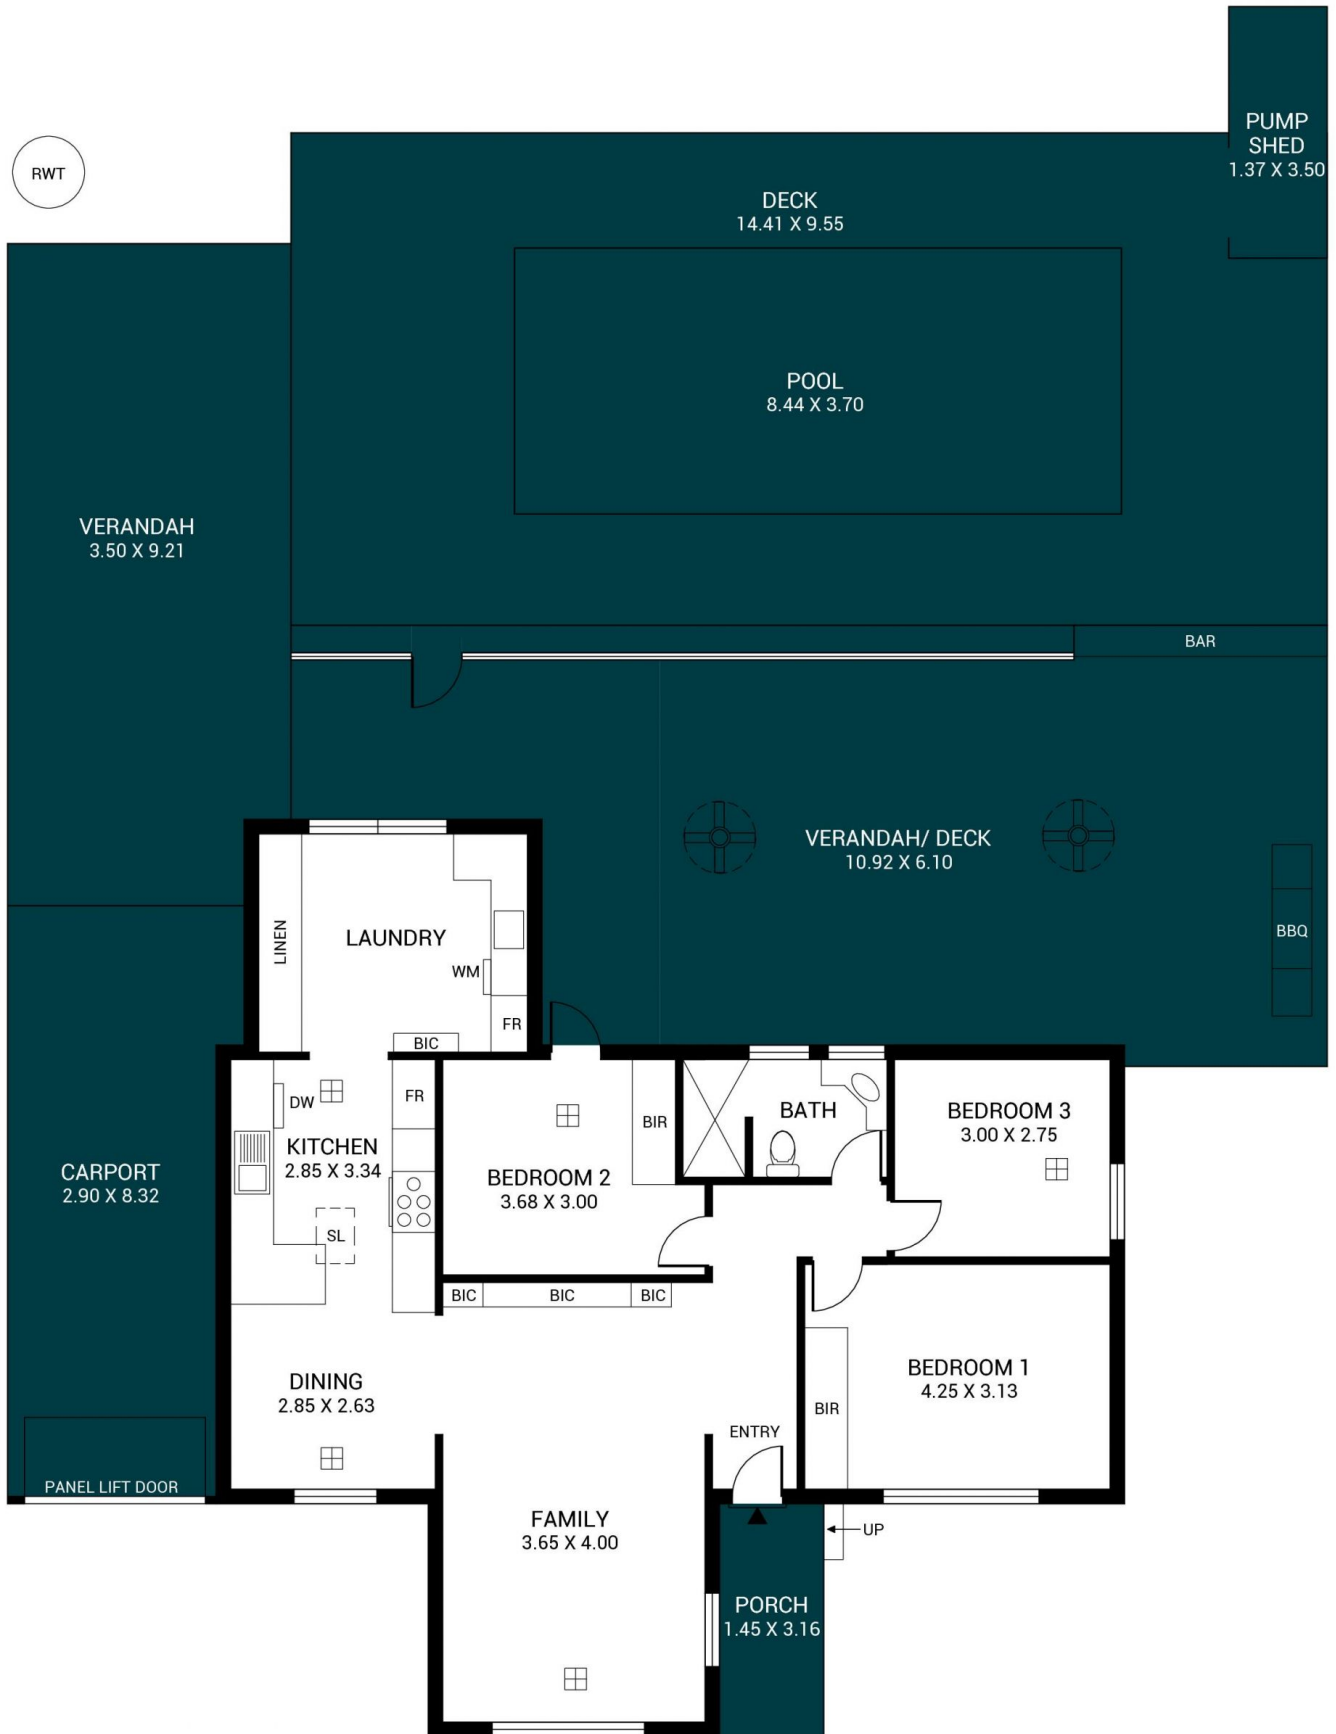 PUMP
SHED
1.37 X 3.50
RWT
DECK
14.41 X 9.55
POOL
8.44 X 3.70
VERANDAH
3.50 X 9.21
BAR
VERANDAH/ DECK
10.92 X 6.10
LINEN
LAUNDRY
WM
BBQ
FR
BIC
DW
FR
KITCHEN
2.85 X 3.34
SL
BIR
BEDROOM 2
3.68 X 3.00
BATH
BEDROOM 3
3.00 X 2.75
CARPORT
2.90 X 8.32
BIC
BIC
BIC
DINING
2.85 X 2.63
BEDROOM 1
4.25 X 3.13
BIR
ENTRY
PANEL LIFT DOOR
FAMILY
3.65 X 4.00
UP
PORCH
1.45 X 3.16